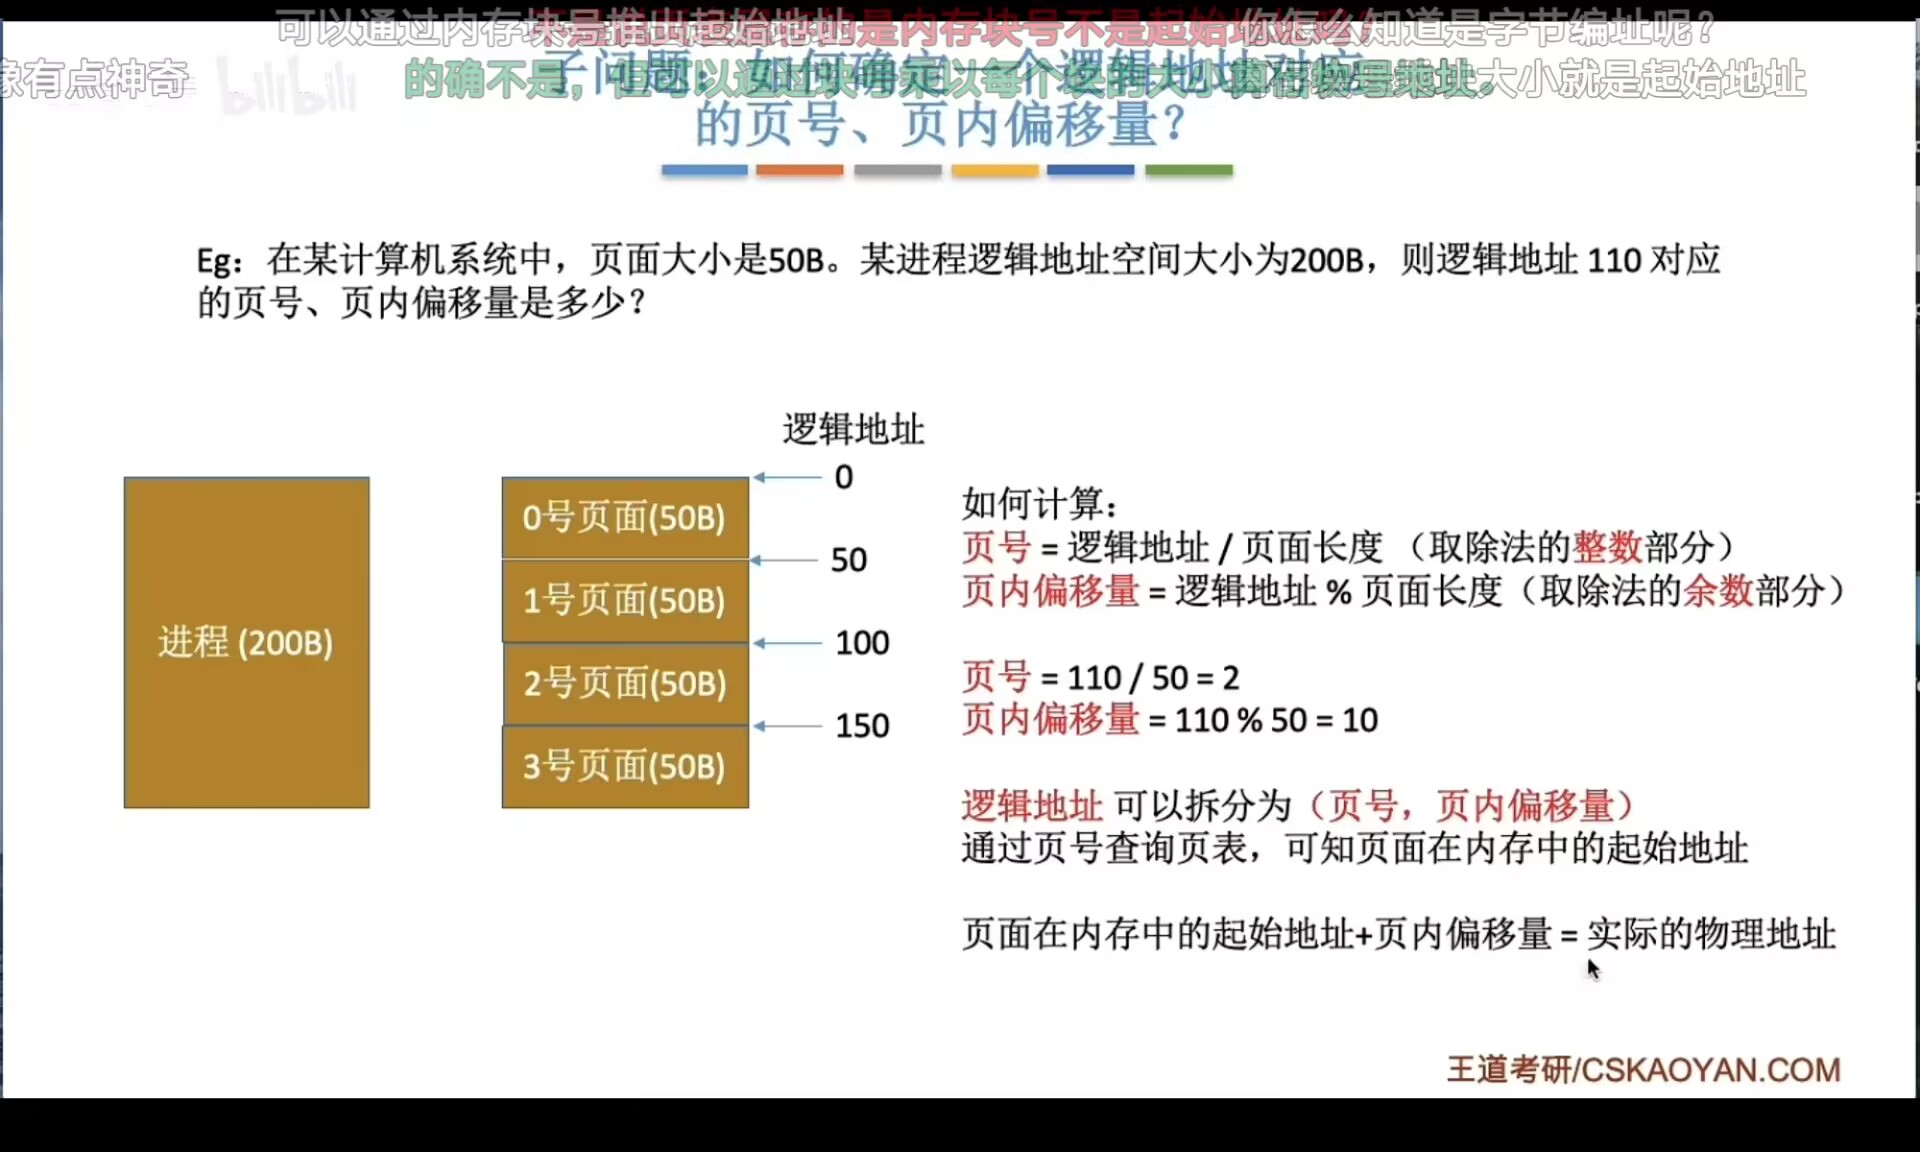 可以通过内存块号推出起始地址
是内存块号不是起始地址
你怎么知道是字节编址呢？
像有点神奇
bilibili
的确不是，但可以通过块号乘以每个块的大小
大小就是起始地址
子问题：如何确定一个逻辑地址对应
的页号、页内偏移量？
Eg：在某计算机系统中，页面大小是50B。某进程逻辑地址空间大小为200B，则逻辑地址 110 对应
的页号、页内偏移量是多少？
逻辑地址
0
0号页面(50B)
50
1号页面(50B)
进程 (200B)
100
2号页面(50B)
150
3号页面(50B)
如何计算：
页号 = 逻辑地址 / 页面长度 （取除法的整数部分）
页内偏移量 = 逻辑地址 % 页面长度（取除法的余数部分）
页号 = 110 / 50 = 2
页内偏移量 = 110 % 50 = 10
逻辑地址 可以拆分为（页号，页内偏移量）
通过页号查询页表，可知页面在内存中的起始地址
页面在内存中的起始地址+页内偏移量 = 实际的物理地址
王道考研/CSKAOYAN.COM